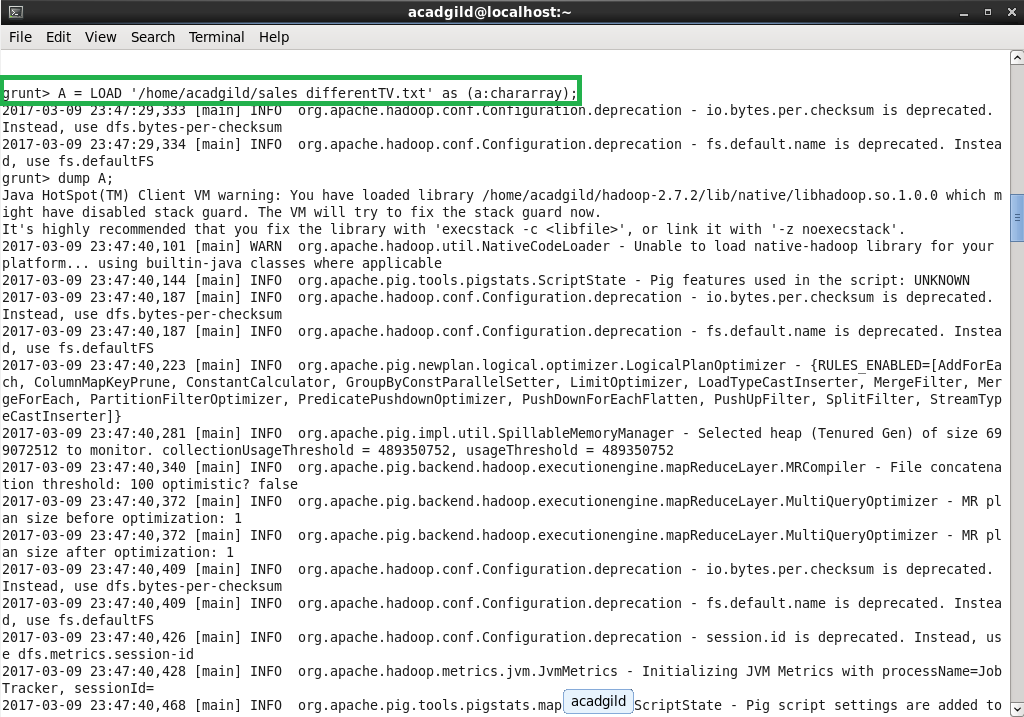 acadgild@localhost:~
File Edit View Search Terminal Help
grunt> A = LOAD '/home/acadgild/sales_differentTV.txt' as (a:chararray);
2017-03-09 23:47:29,333 [main] INFO  org.apache.hadoop.conf.Configuration.deprecation - io.bytes.per.checksum is deprecated.
Instead, use dfs.bytes-per-checksum
2017-03-09 23:47:29,334 [main] INFO  org.apache.hadoop.conf.Configuration.deprecation - fs.default.name is deprecated. Instea
d, use fs.defaultFS
grunt> dump A;
Java HotSpot(TM) Client VM warning: You have loaded library /home/acadgild/hadoop-2.7.2/lib/native/libhadoop.so.1.0.0 which m
ight have disabled stack guard. The VM will try to fix the stack guard now.
It's highly recommended that you fix the library with 'execstack -c <libfile>', or link it with '-z noexecstack'.
2017-03-09 23:47:40,101 [main] WARN  org.apache.hadoop.util.NativeCodeLoader - Unable to load native-hadoop library for your
platform... using builtin-java classes where applicable
2017-03-09 23:47:40,144 [main] INFO  org.apache.pig.tools.pigstats.ScriptState - Pig features used in the script: UNKNOWN
2017-03-09 23:47:40,187 [main] INFO  org.apache.hadoop.conf.Configuration.deprecation - io.bytes.per.checksum is deprecated.
Instead, use dfs.bytes-per-checksum
2017-03-09 23:47:40,187 [main] INFO  org.apache.hadoop.conf.Configuration.deprecation - fs.default.name is deprecated. Instea
d, use fs.defaultFS
2017-03-09 23:47:40,223 [main] INFO  org.apache.pig.newplan.logical.optimizer.LogicalPlanOptimizer - {RULES_ENABLED=[AddForEa
ch, ColumnMapKeyPrune, ConstantCalculator, GroupByConstParallelSetter, LimitOptimizer, LoadTypeCastInserter, MergeFilter, Mer
geForEach, PartitionFilterOptimizer, PredicatePushdownOptimizer, PushDownForEachFlatten, PushUpFilter, SplitFilter, StreamTyp
eCastInserter]}
2017-03-09 23:47:40,281 [main] INFO  org.apache.pig.impl.util.SpillableMemoryManager - Selected heap (Tenured Gen) of size 69
9072512 to monitor. collectionUsageThreshold = 489350752, usageThreshold = 489350752
2017-03-09 23:47:40,340 [main] INFO  org.apache.pig.backend.hadoop.executionengine.mapReduceLayer.MRCompiler - File concatena
tion threshold: 100 optimistic? false
2017-03-09 23:47:40,372 [main] INFO  org.apache.pig.backend.hadoop.executionengine.mapReduceLayer.MultiQueryOptimizer - MR pl
an size before optimization: 1
2017-03-09 23:47:40,372 [main] INFO  org.apache.pig.backend.hadoop.executionengine.mapReduceLayer.MultiQueryOptimizer - MR pl
an size after optimization: 1
2017-03-09 23:47:40,409 [main] INFO  org.apache.hadoop.conf.Configuration.deprecation - io.bytes.per.checksum is deprecated.
Instead, use dfs.bytes-per-checksum
2017-03-09 23:47:40,409 [main] INFO  org.apache.hadoop.conf.Configuration.deprecation - fs.default.name is deprecated. Instea
d, use fs.defaultFS
2017-03-09 23:47:40,426 [main] INFO  org.apache.hadoop.conf.Configuration.deprecation - session.id is deprecated. Instead, us
e dfs.metrics.session-id
2017-03-09 23:47:40,428 [main] INFO  org.apache.hadoop.metrics.jvm.JvmMetrics - Initializing JVM Metrics with processName=Job
Tracker, sessionId=
2017-03-09 23:47:40,468 [main] INFO  org.apache.pig.tools.pigstats.map acadgild ScriptState - Pig script settings are added to